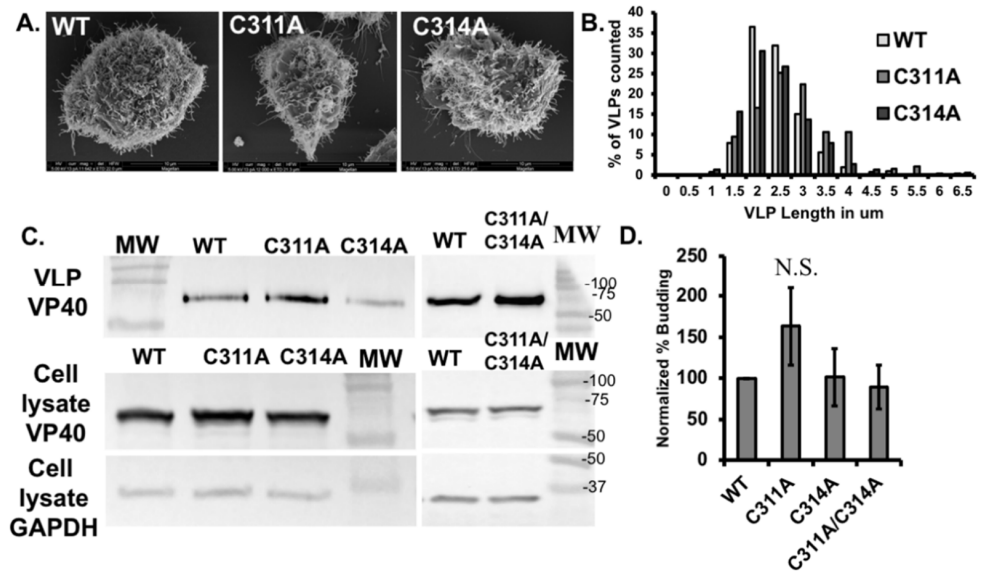 A.
WT
C311A
C314A
B.
40
35
30
25
20
15
10
5
0
% of VLPs counted
WT
C311A
C314A
0 0.5 1 1.5 2 2.5 3 3.5 4 4.5 5 5.5 6 6.5
VLP Length in um
C.
MW WT C311A C314A WT C311A/
C314A MW
VLP
VP40
-100
-75
-50
WT C311A C314A MW WT C311A/
C314A MW
Cell
lysate
VP40
-100
-75
-50
Cell
lysate
GAPDH
-50
-37
D.
250
200
150
100
50
0
Normalized % Budding
N.S.
WT
C311A
C314A
C311A/C314A